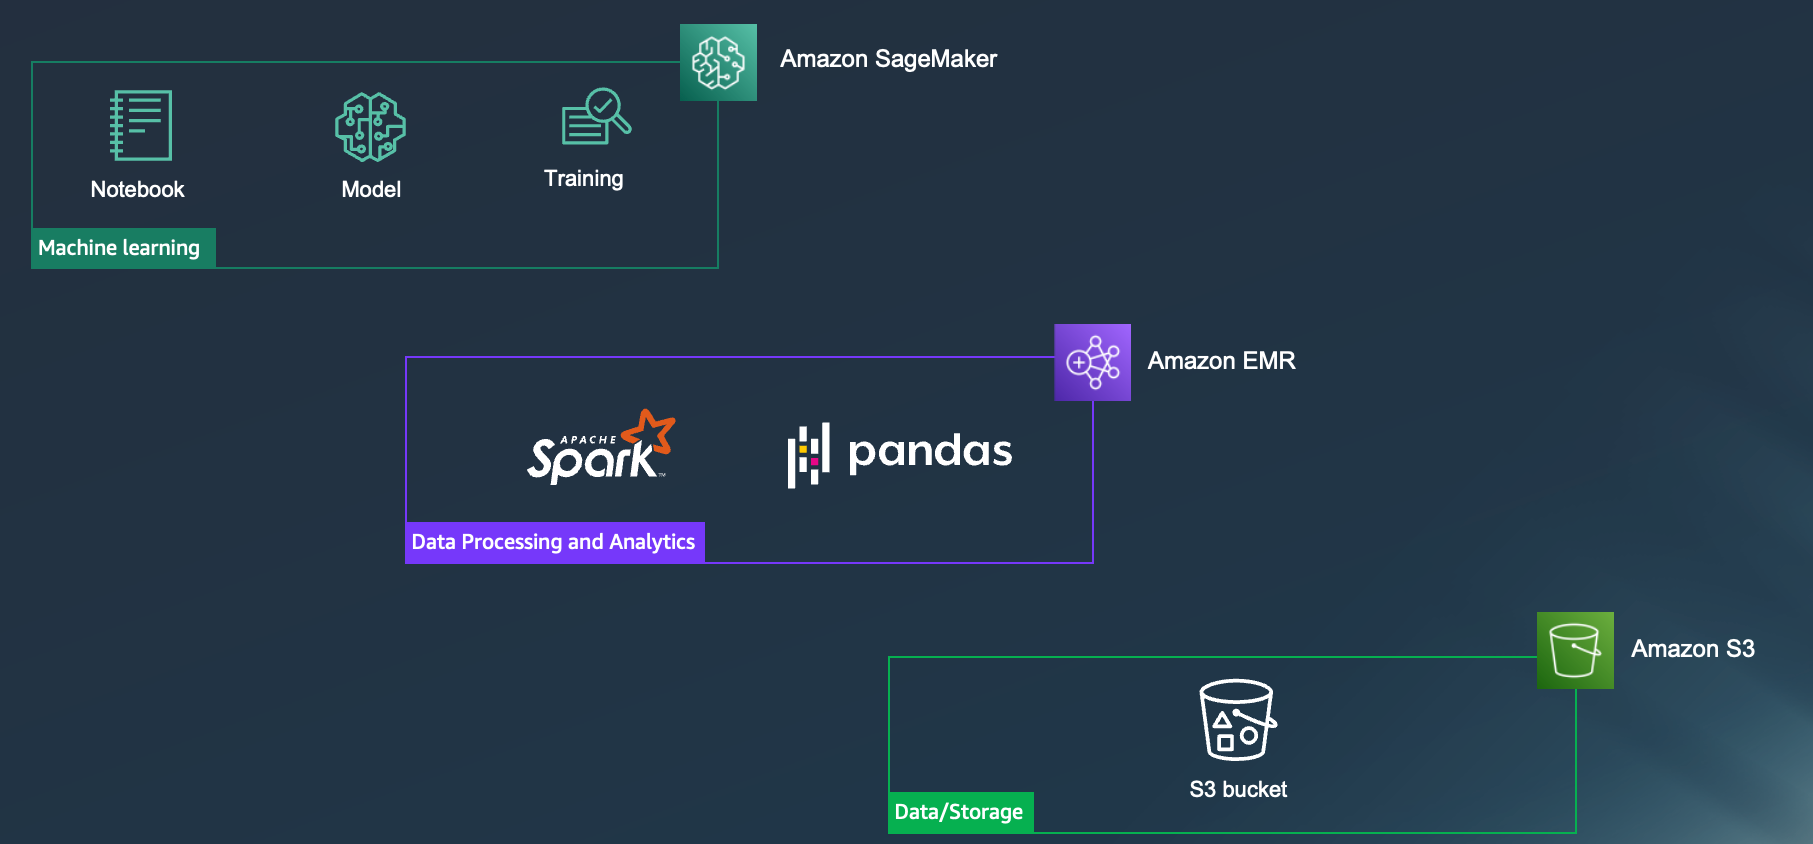 Amazon SageMaker
Notebook
Model
Training
Machine learning
Amazon EMR
APACHE
Spark™
pandas
Data Processing and Analytics
Amazon S3
S3 bucket
Data/Storage